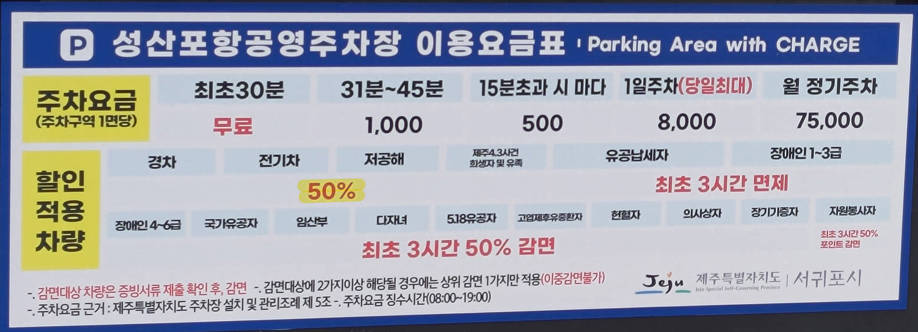 P 성산포항공영주차장 이용요금표 : Parking Area with CHARGE
주차요금 (주차구역 1면당)
최초30분 31분~45분 15분초과 시 마다 1일주차(당일최대) 월 정기주차
무료 1,000 500 8,000 75,000
할인 적용 차량
경차 전기차 저공해 제주4.3사건 희생자 및 유족 유공납세자 장애인 1~3급
50% 최초 3시간 면제
장애인 4~6급 국가유공자 임산부 다자녀 5.18유공자 고엽제후유증환자 헌혈자 의사상자 장기기증자 자원봉사자
최초 3시간 50% 감면 최초 3시간 50% 포인트 감면
-. 감면대상 차량은 증빙서류 제출 확인 후, 감면 -. 감면대상에 2가지이상 해당될 경우에는 상위 감면 1가지만 적용(이중감면불가)
-. 주차요금 근거 : 제주특별자치도 주차장 설치 및 관리조례 제 5조 -. 주차요금 징수시간(08:00~19:00)
Jeju 제주특별자치도 서귀포시
Jeju Special Self-Governing Province